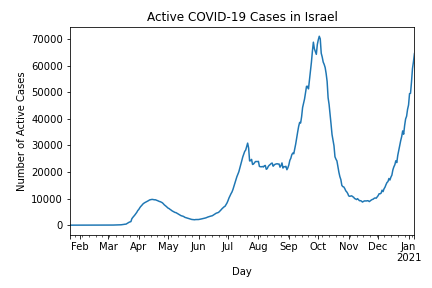 Active COVID-19 Cases in Israel
70000
60000
50000
40000
30000
20000
10000
0
Number of Active Cases
Feb Mar Apr May Jun Jul Aug Sep Oct Nov Dec Jan
2021
Day